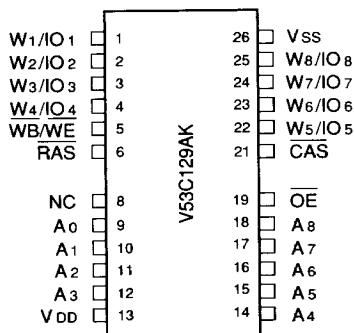 W1/IO1 1 26 VSS
W2/IO2 2 25 W8/IO8
W3/IO3 3 24 W7/IO7
W4/IO4 4 23 W6/IO6
WB/WE 5 22 W5/IO5
RAS 6 21 CAS
V53C129AK
NC 8 19 OE
A0 9 18 A8
A1 10 17 A7
A2 11 16 A6
A3 12 15 A5
VDD 13 14 A4